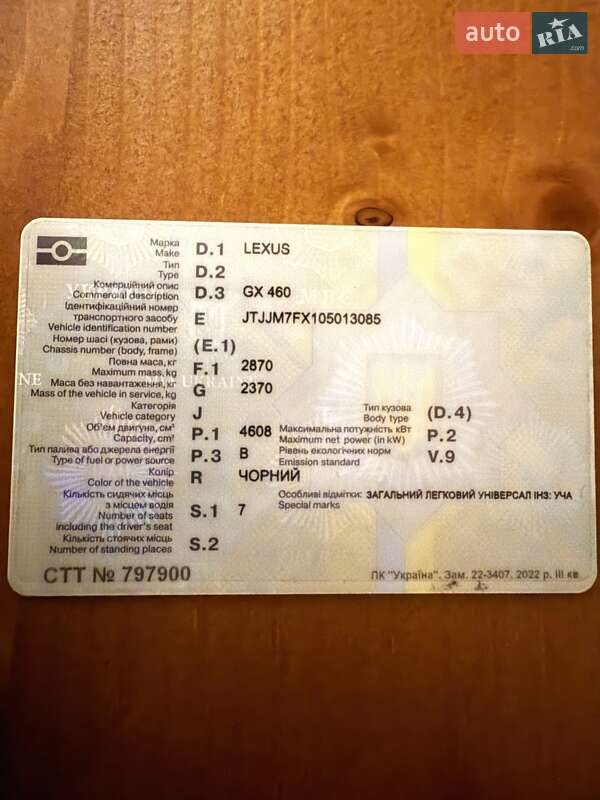 auto RIA.com
Марка
Make D.1 LEXUS
Тип
Type D.2
Комерційний опис
Commercial description D.3 GX 460
Ідентифікаційний номер
транспортного засобу
Vehicle identification number E JTJJM7FX105013085
Номер шасі (кузова, рами)
Chassis number (body, frame) (E.1)
Повна маса, кг
Maximum mass, kg F.1 2870
Маса без навантаження, кг
Mass of the vehicle in service, kg G 2370
Категорія
Vehicle category J
Тип кузова
Body type (D.4)
Об'єм двигуна, см³
Capacity, cm³ P.1 4608
Максимальна потужність кВт
Maximum net power (in kW) P.2
Тип палива або джерела енергії
Type of fuel or power source P.3 B
Рівень екологічних норм
Emission standard V.9
Колір
Color of the vehicle R ЧОРНИЙ
Кількість сидячих місць
з місцем водія
Number of seats
including the driver's seat S.1 7
Особливі відмітки: ЗАГАЛЬНИЙ ЛЕГКОВИЙ УНІВЕРСАЛ ІНЗ: УЧА
Special marks
Кількість стоячих місць
Number of standing places S.2
СТТ № 797900
ПК "Україна". Зам. 22-3407. 2022 р. III кв